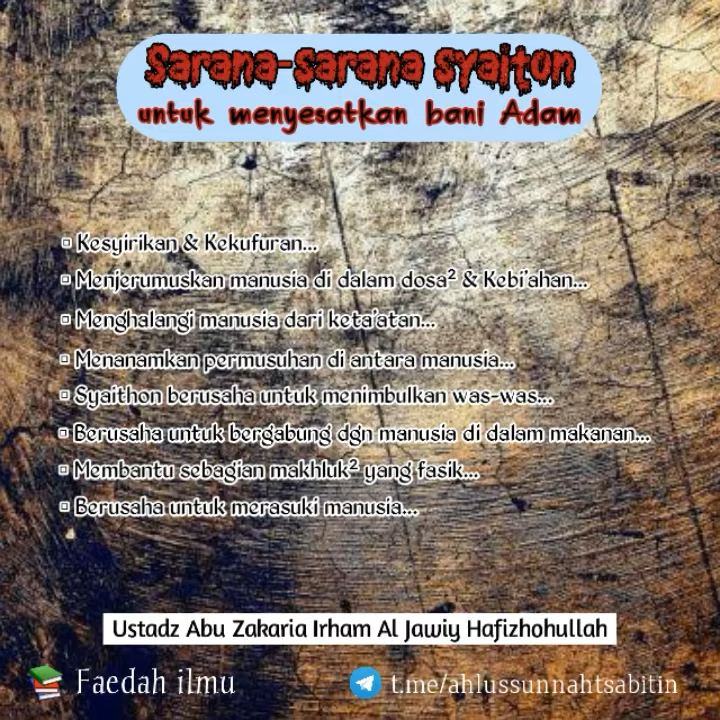 Sarana-sarana syaiton
untuk menyesatkan bani Adam
▫ Kesyirikan & Kekufuran...
▫ Menjerumuskan manusia di dalam dosa² & Kebi'ahan...
▫ Menghalangi manusia dari keta'atan...
▫ Menanamkan permusuhan di antara manusia...
▫ Syaithon berusaha untuk menimbulkan was-was...
▫ Berusaha untuk bergabung dgn manusia di dalam makanan...
▫ Membantu sebagian makhluk² yang fasik...
▫ Berusaha untuk merasuki manusia...
Ustadz Abu Zakaria Irham Al Jawiy Hafizhohullah
Faedah ilmu
t.me/ahlussunnahtsabitin